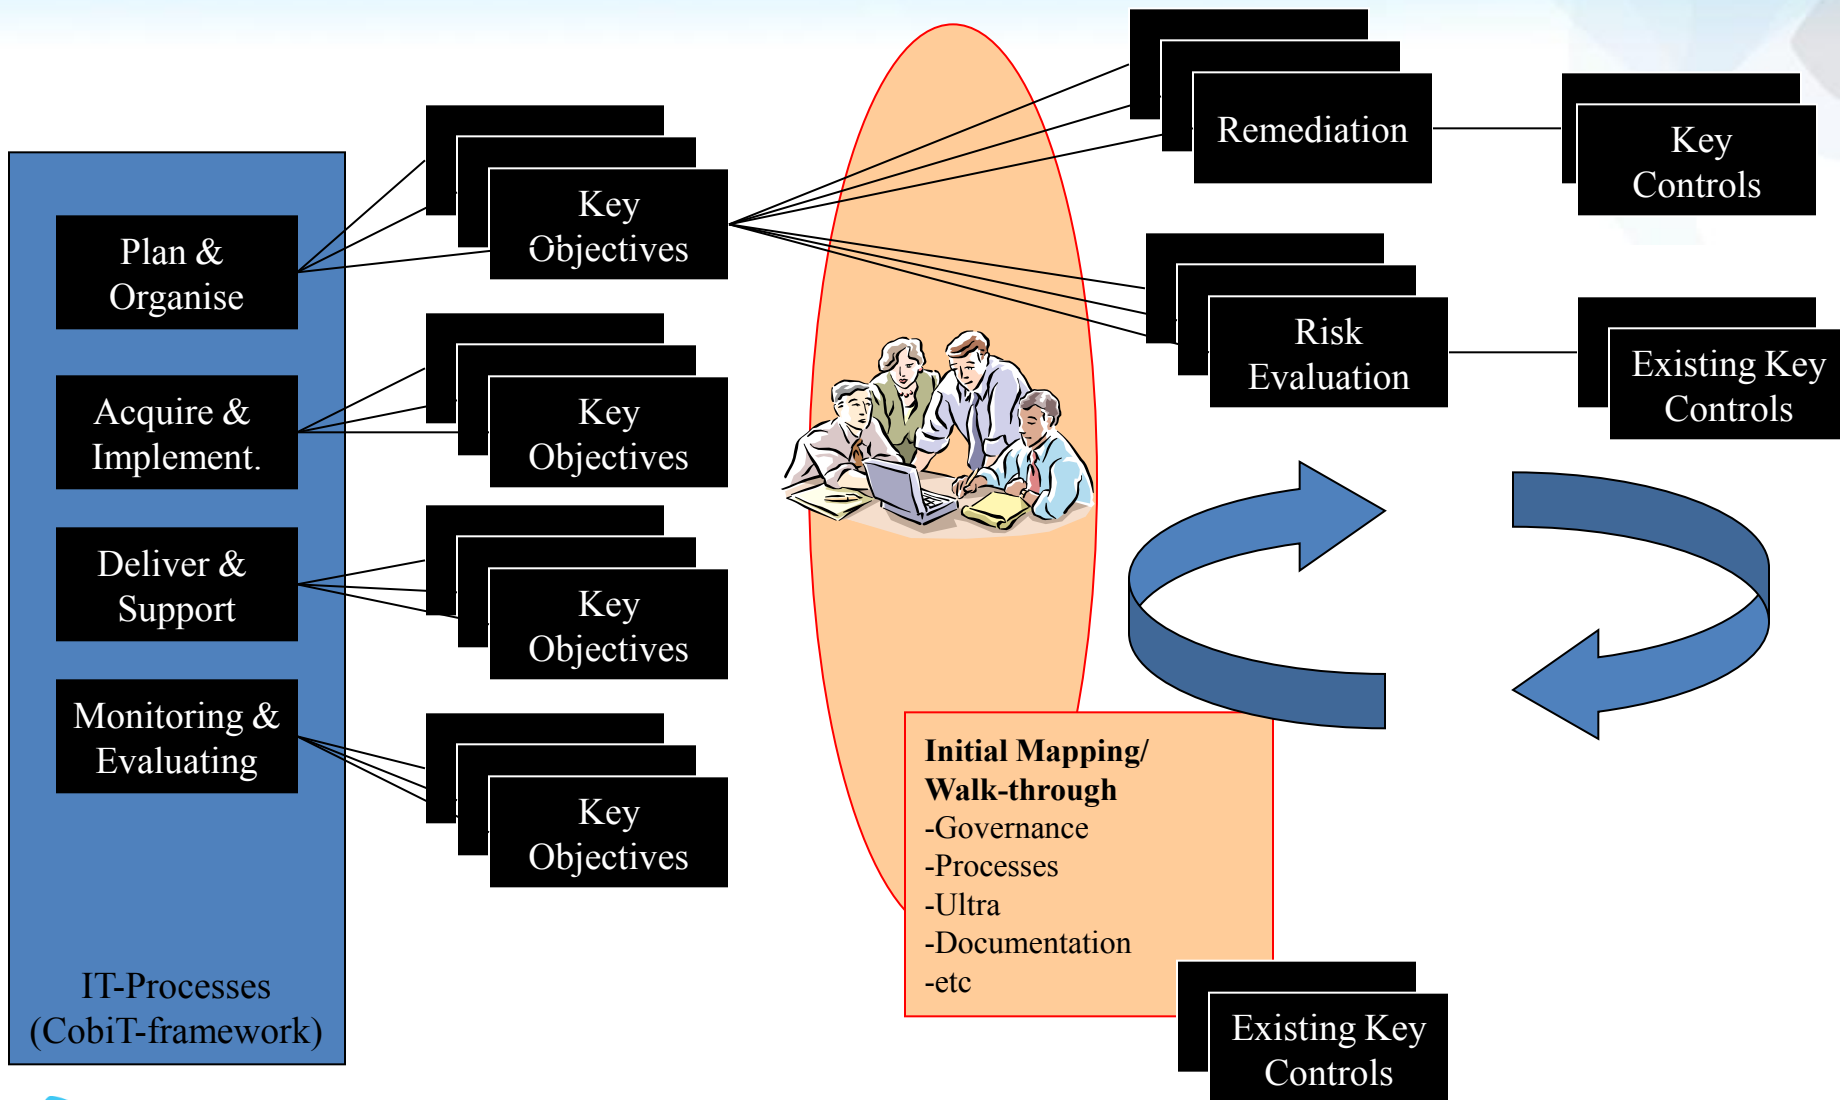 Plan &
Organise
Acquire &
Implement.
Deliver &
Support
Monitoring &
Evaluating
IT-Processes
(CobiT-framework)
Key
Objectives
Key
Objectives
Key
Objectives
Key
Objectives
Initial Mapping/
Walk-through
-Governance
-Processes
-Ultra
-Documentation
-etc
Remediation
Key
Controls
Risk
Evaluation
Existing Key
Controls
Existing Key
Controls